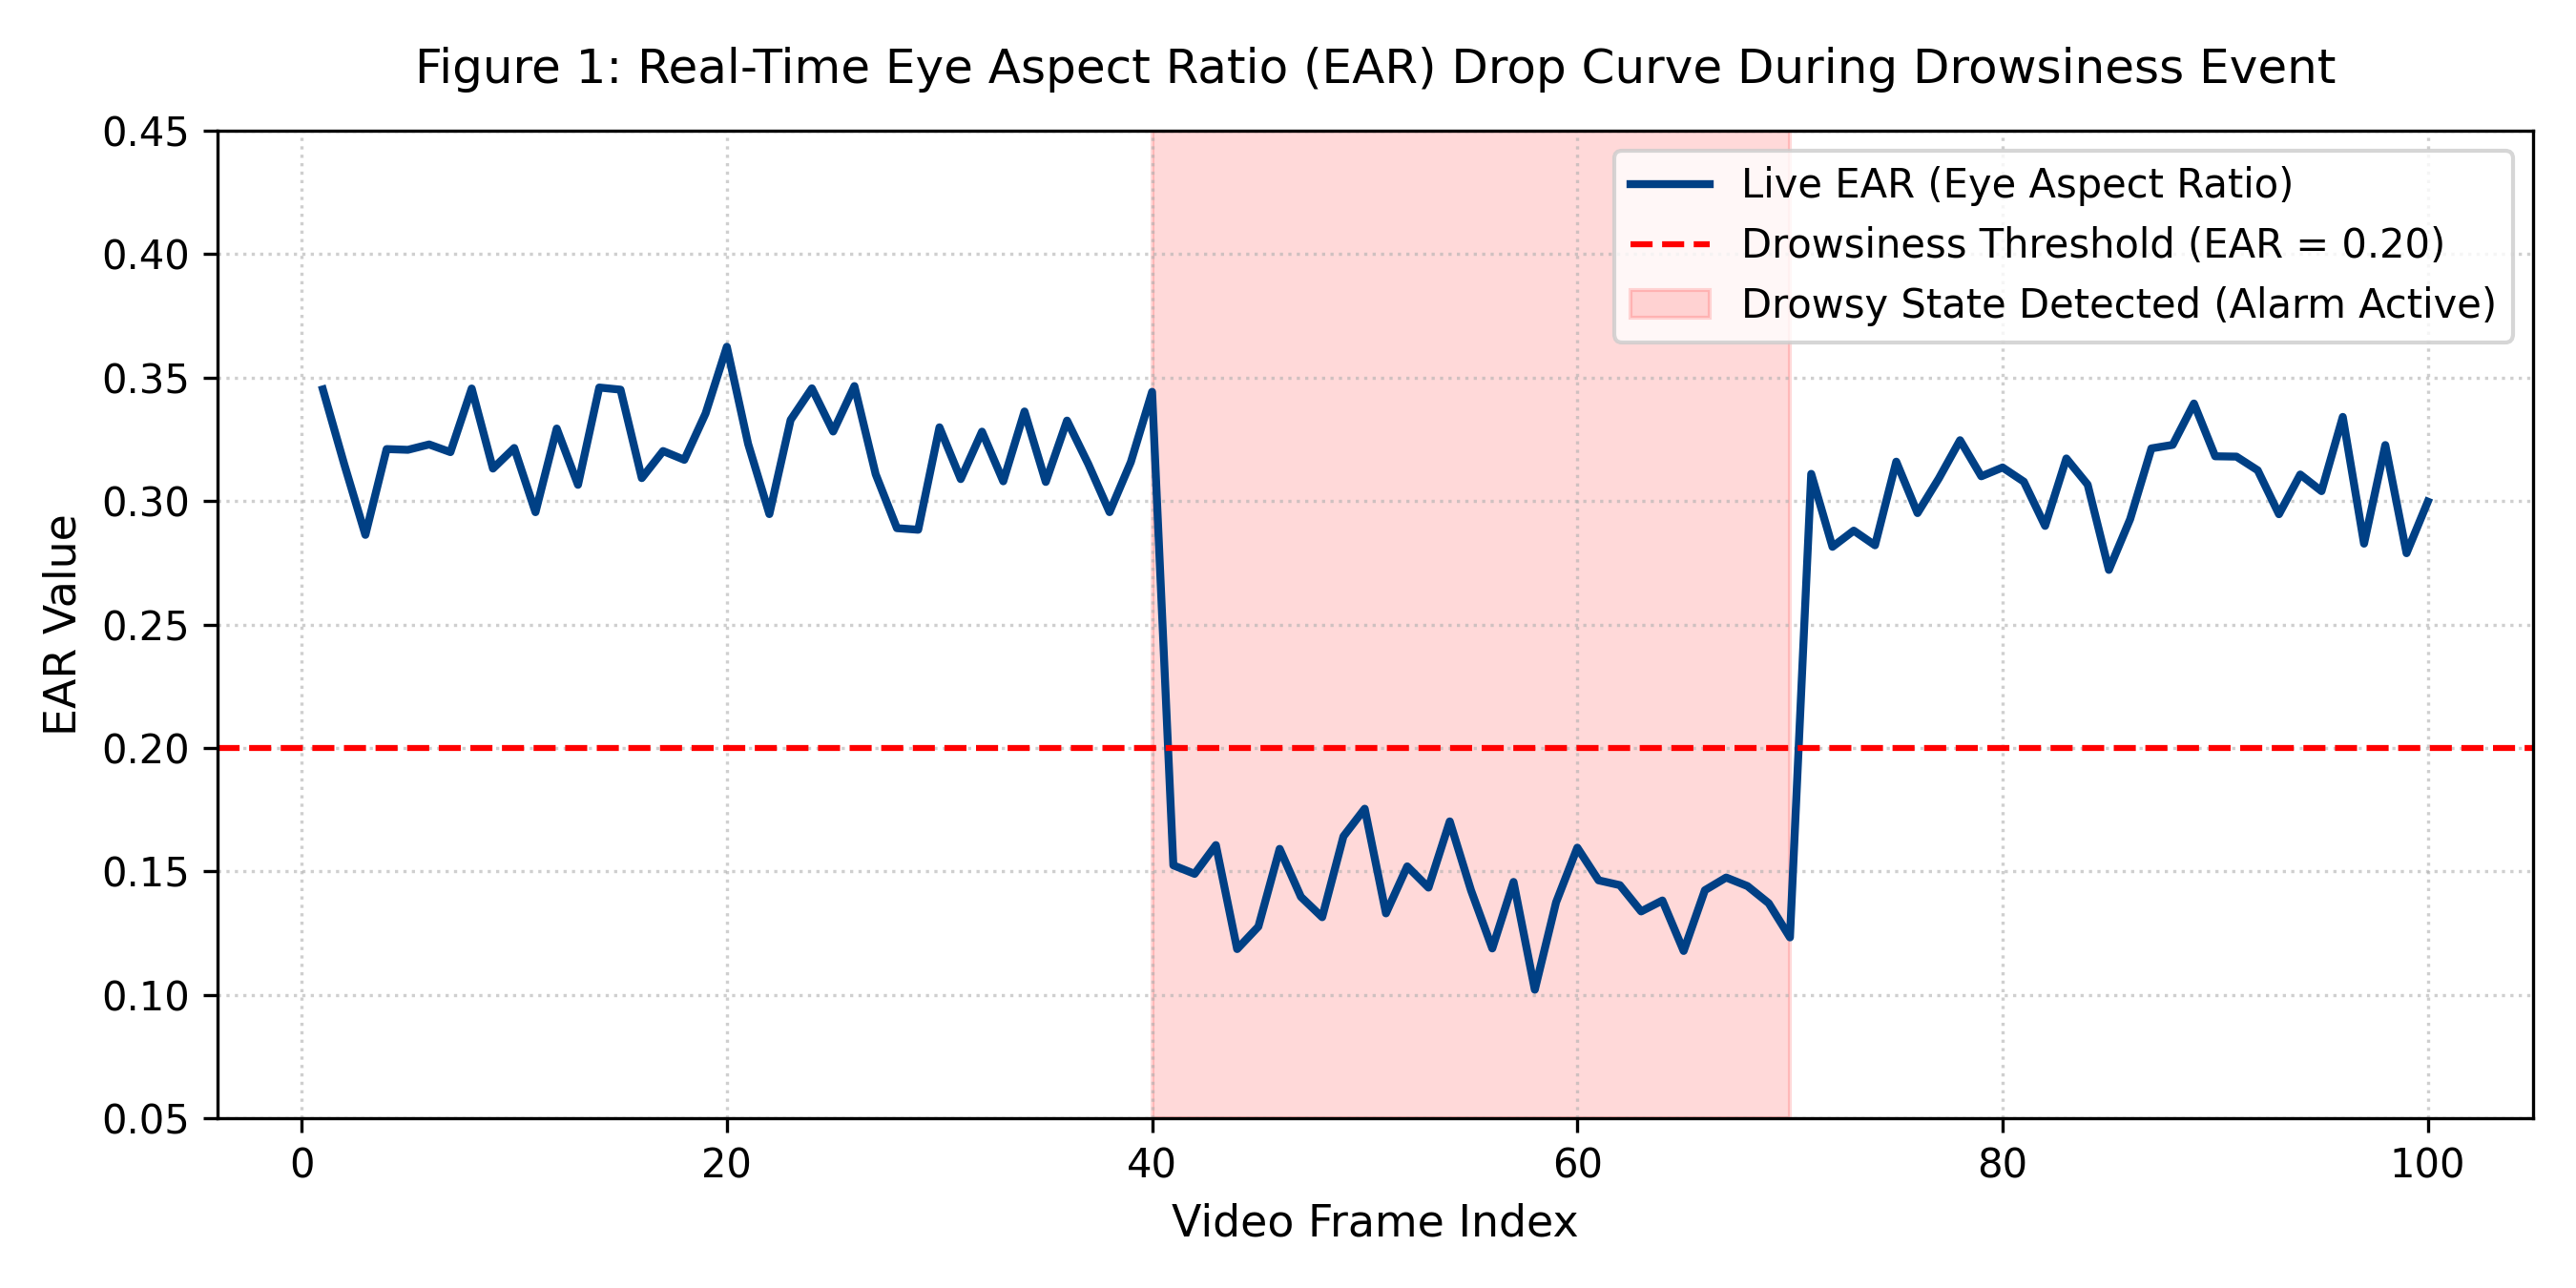 Figure 1: Real-Time Eye Aspect Ratio (EAR) Drop Curve During Drowsiness Event
Live EAR (Eye Aspect Ratio)
Drowsiness Threshold (EAR = 0.20)
Drowsy State Detected (Alarm Active)
EAR Value
0.45
0.40
0.35
0.30
0.25
0.20
0.15
0.10
0.05
0 20 40 60 80 100
Video Frame Index